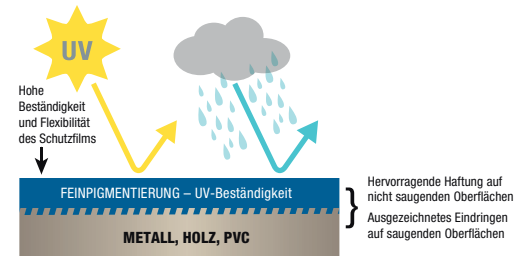 UV
Hohe
Beständigkeit
und Flexibilität
des Schutzfilms
FEINPIGMENTIERUNG – UV-Beständigkeit
METALL, HOLZ, PVC
Hervorragende Haftung auf
nicht saugenden Oberflächen
Ausgezeichnetes Eindringen
auf saugenden Oberflächen